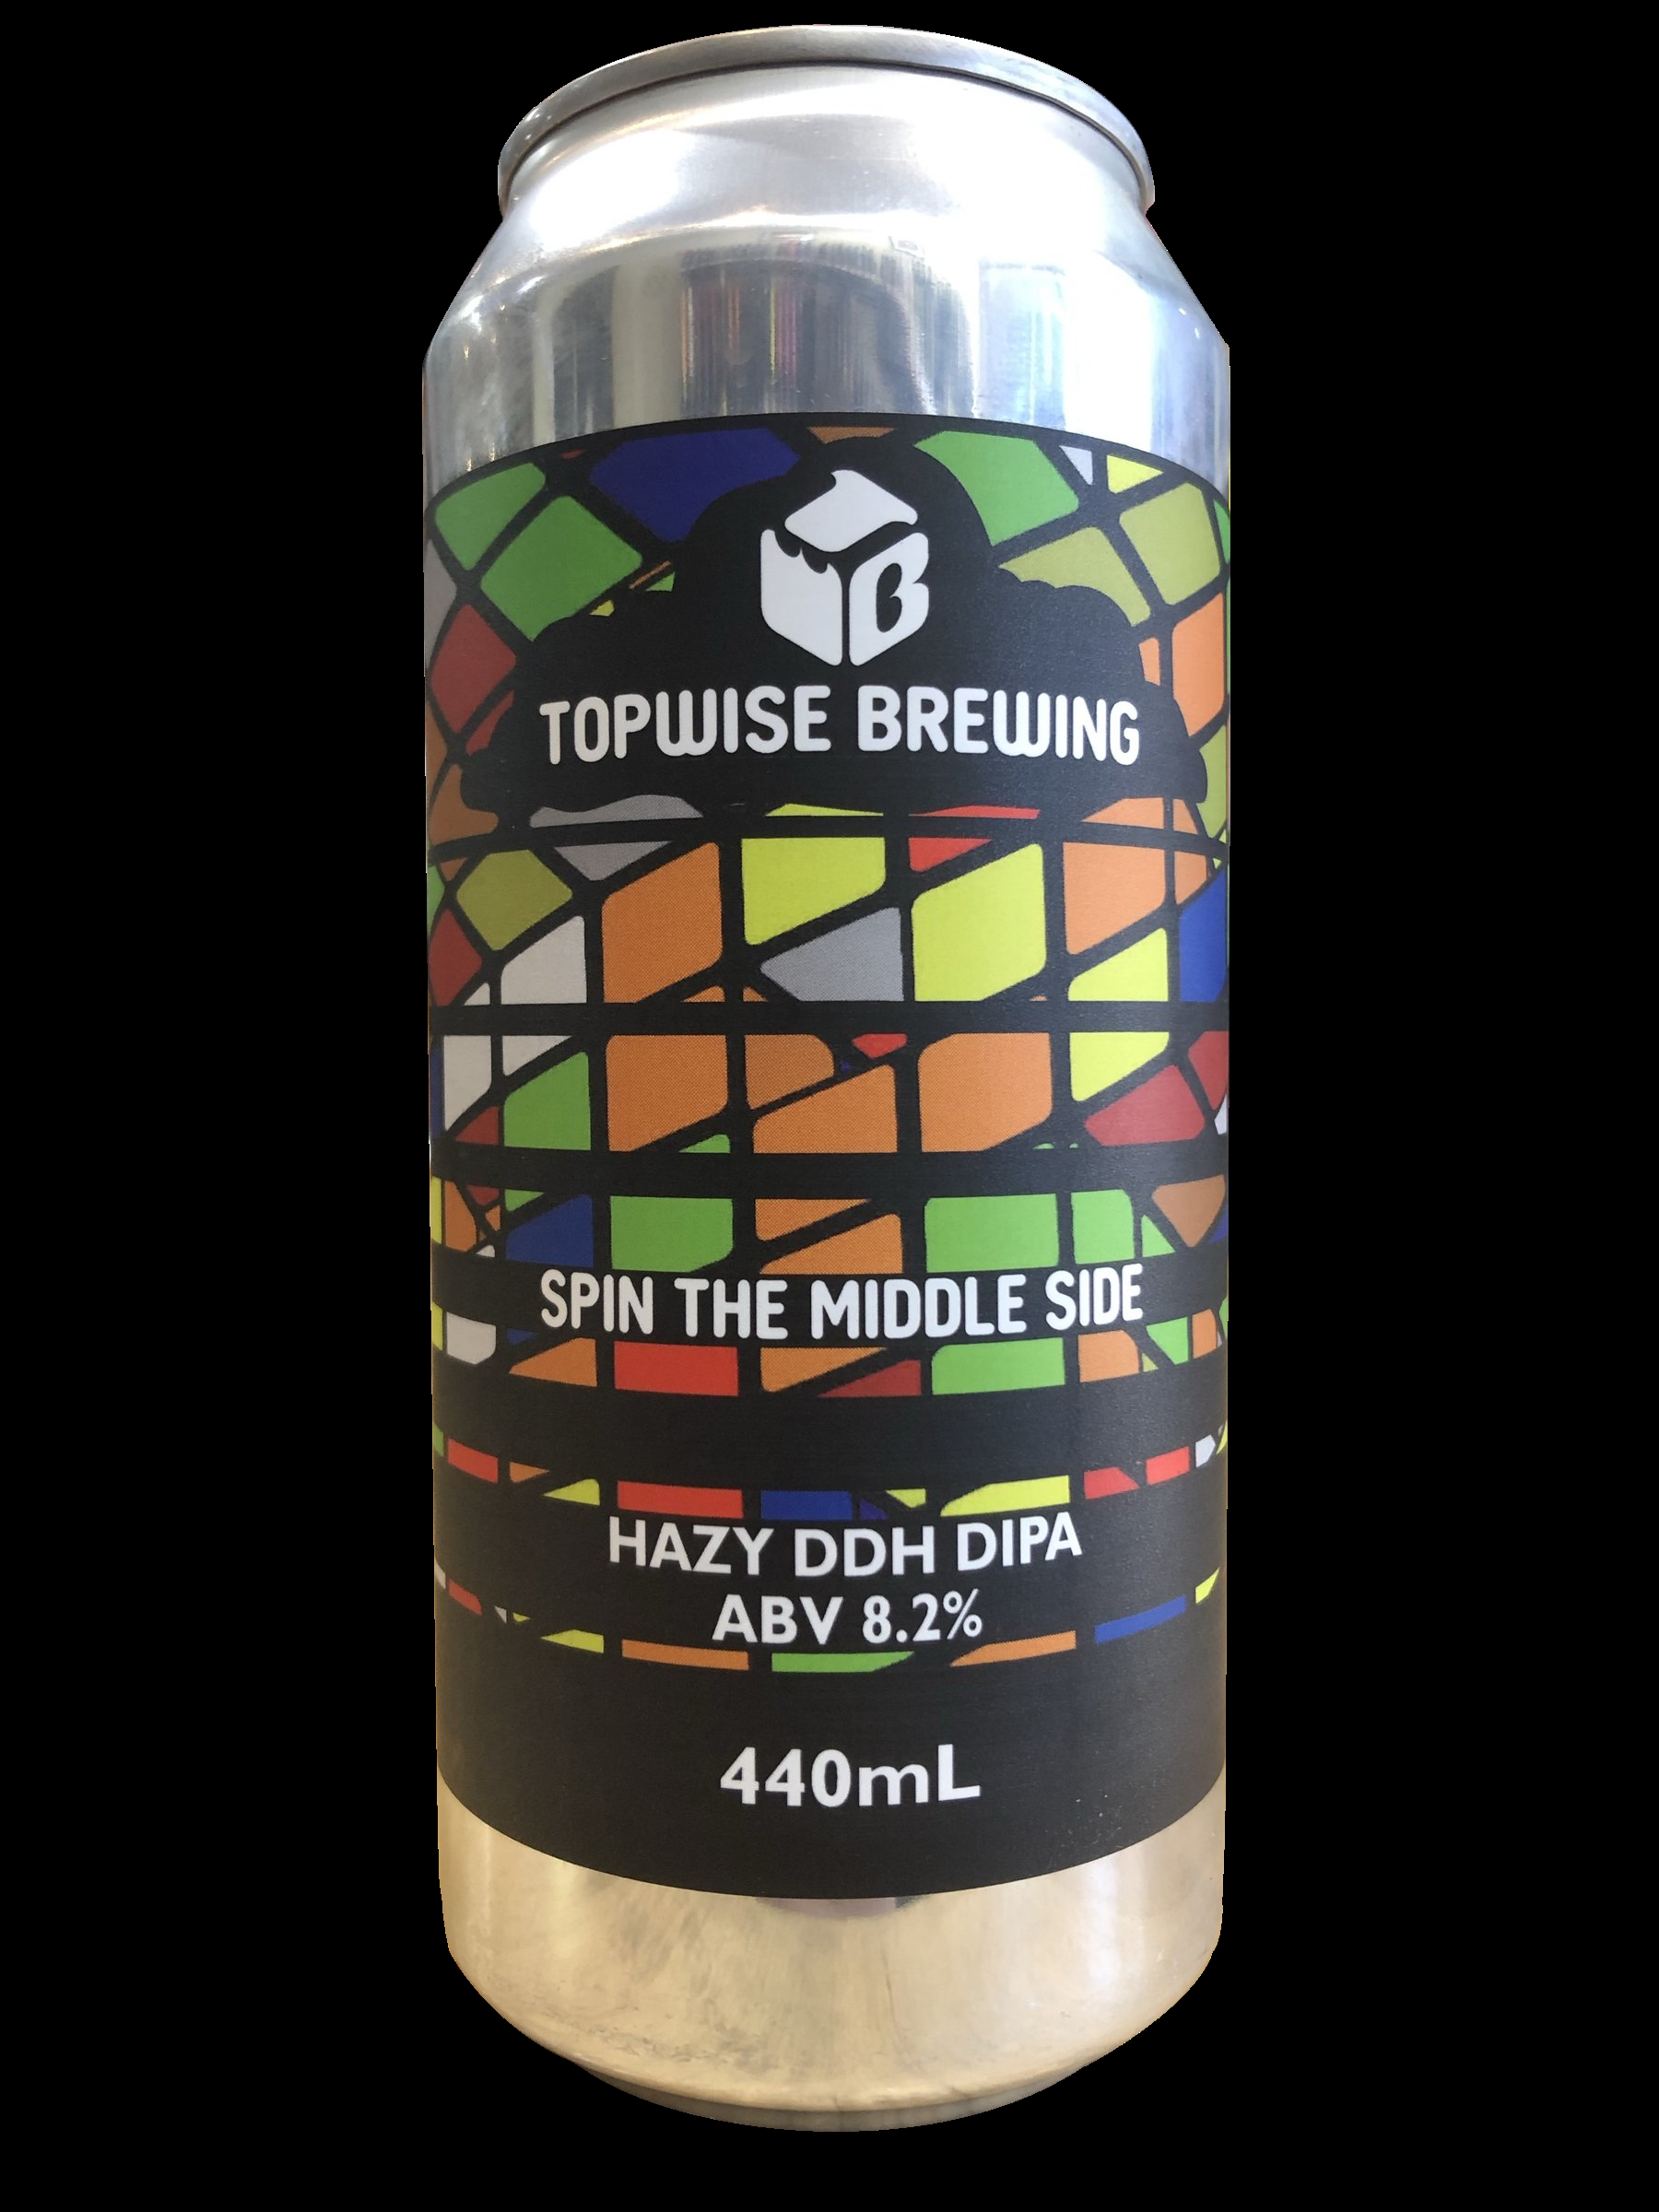 B
TOPWISE BREWING
SPIN THE MIDDLE SIDE
HAZY DDH DIPA
ABV 8.2%
440mL